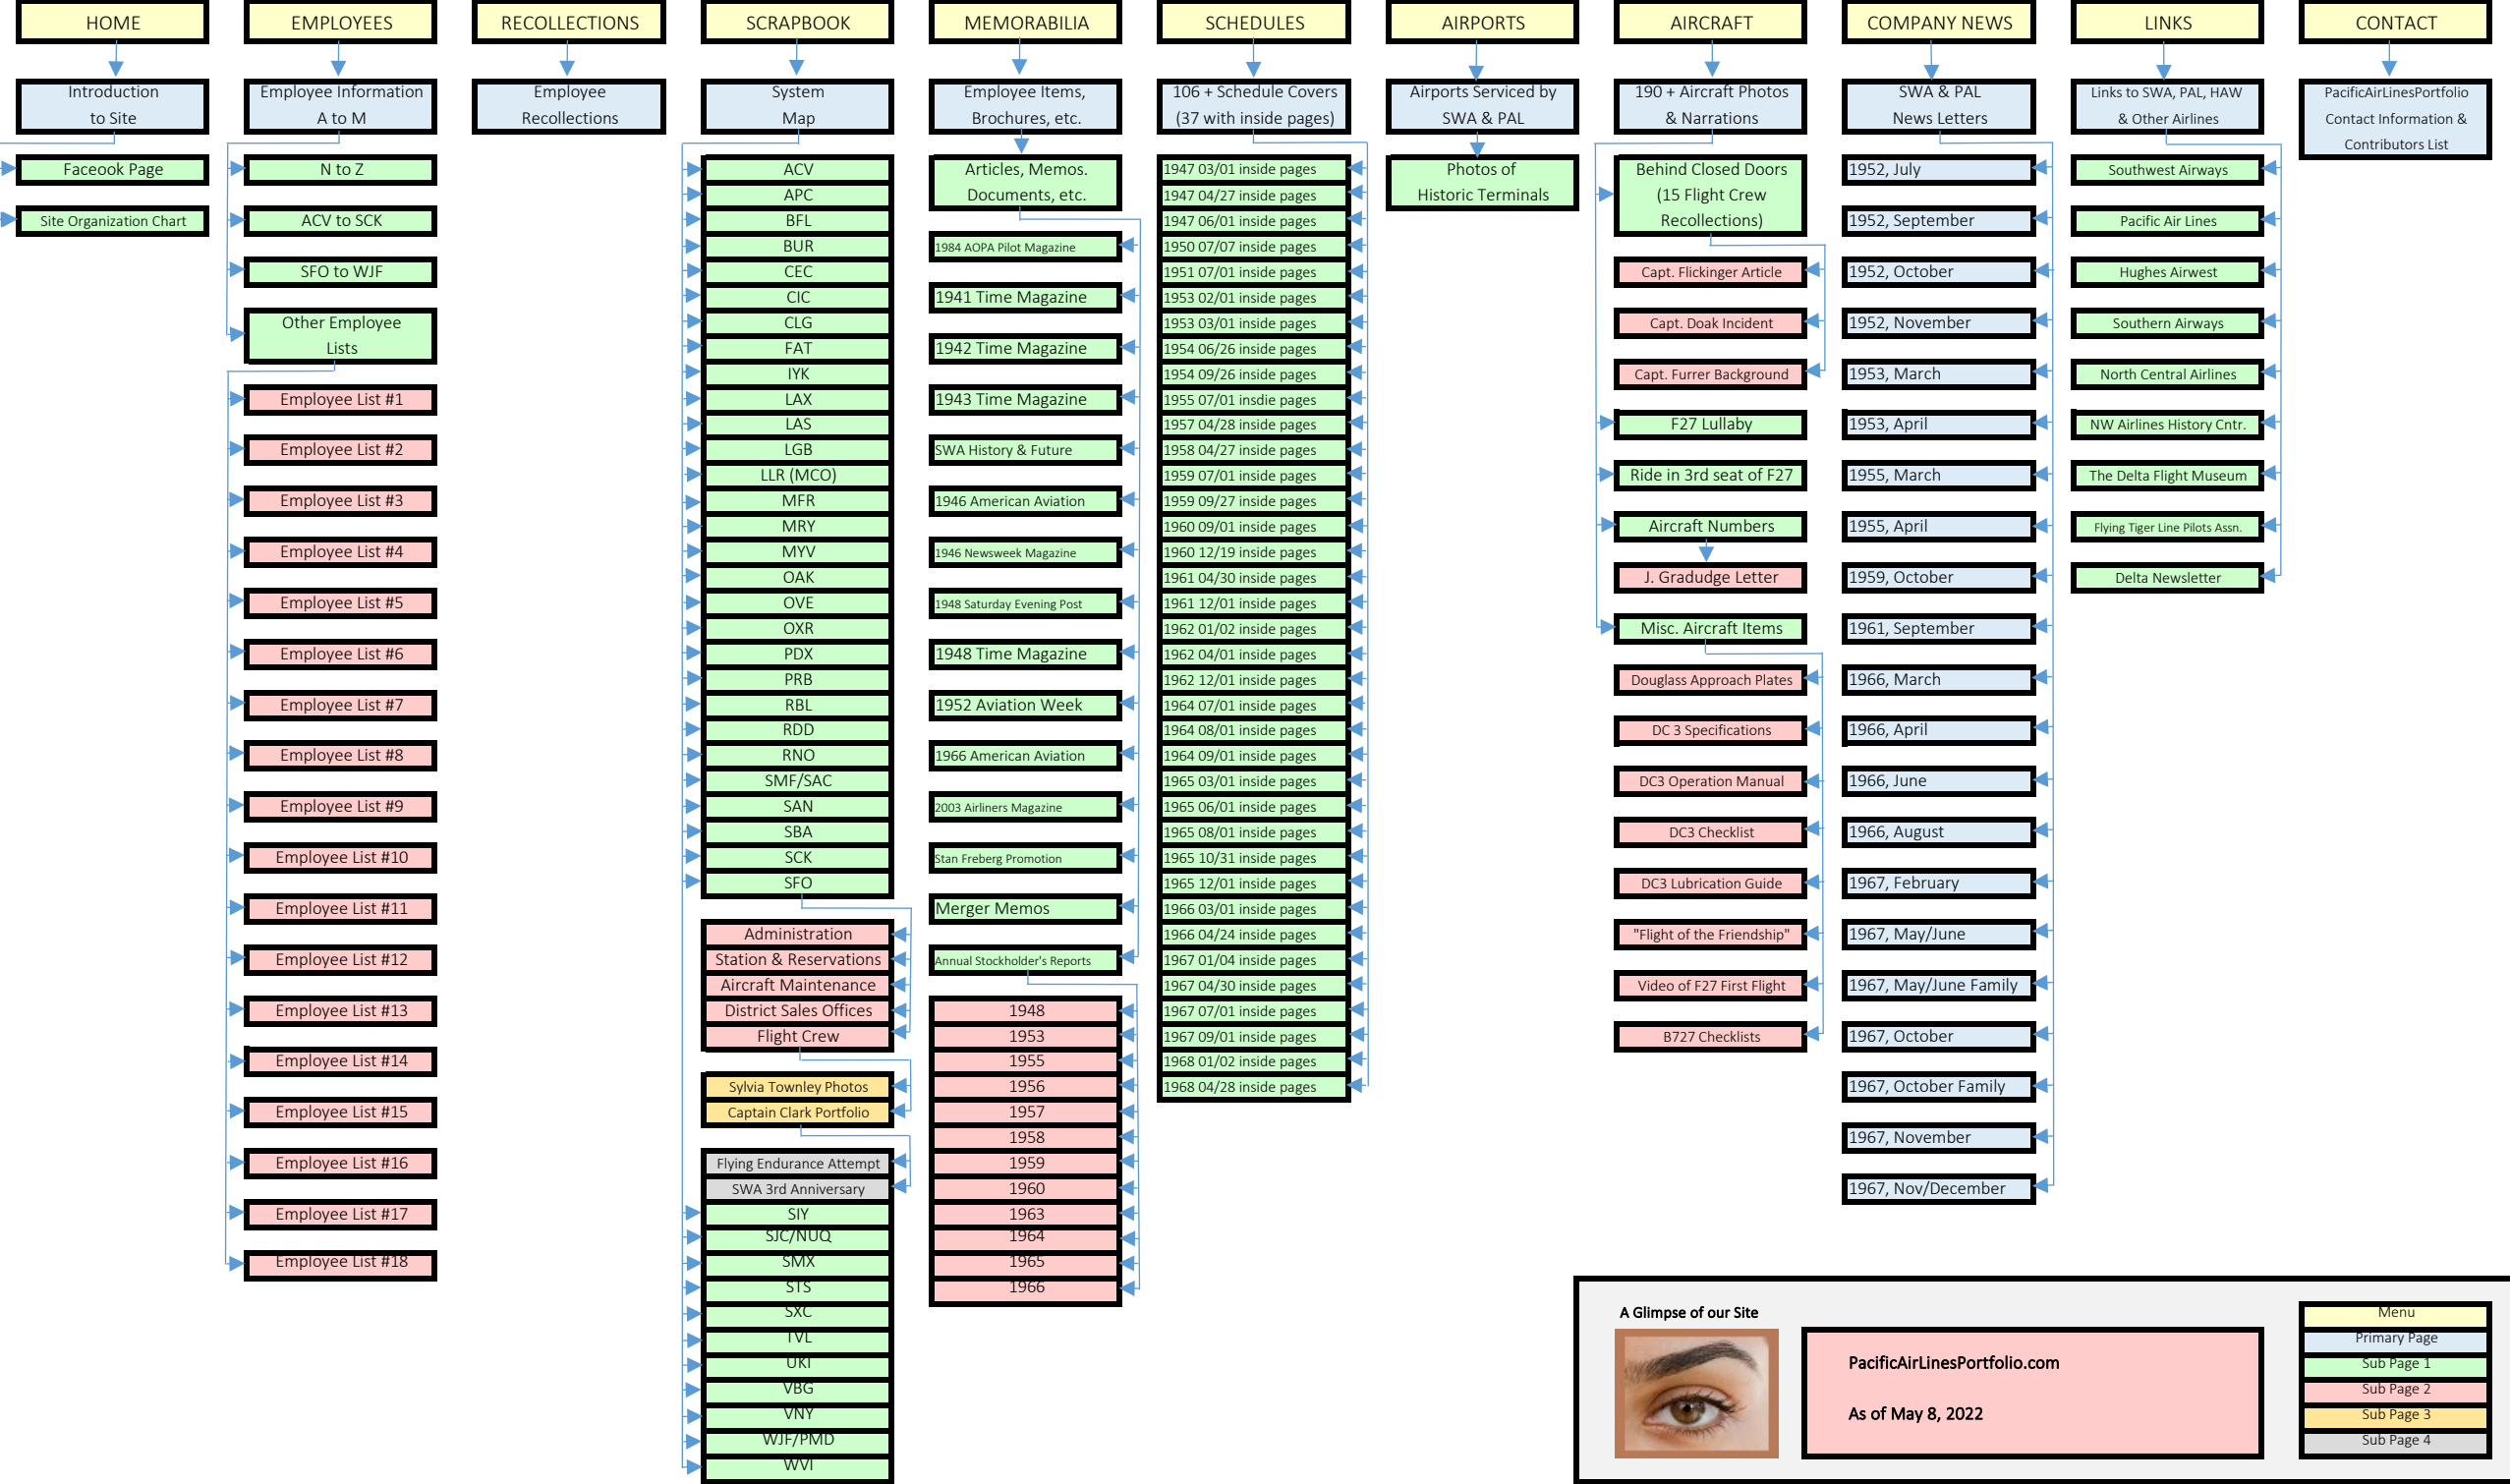 HOME
Introduction
to Site
Faceook Page
Site Organization Chart
EMPLOYEES
Employee Information
A to M
N to Z
ACV to SCK
SFO to WJF
Other Employee
Lists
Employee List #1
Employee List #2
Employee List #3
Employee List #4
Employee List #5
Employee List #6
Employee List #7
Employee List #8
Employee List #9
Employee List #10
Employee List #11
Employee List #12
Employee List #13
Employee List #14
Employee List #15
Employee List #16
Employee List #17
Employee List #18
RECOLLECTIONS
Employee
Recollections
SCRAPBOOK
System
Map
ACV
APC
BFL
BUR
CEC
CIC
CLG
FAT
IYK
LAX
LAS
LGB
LLR (MCO)
MFR
MRY
MYV
OAK
OVE
OXR
PDX
PRB
RBL
RDD
RNO
SMF/SAC
SAN
SBA
SCK
SFO
Administration
Station & Reservations
Aircraft Maintenance
District Sales Offices
Flight Crew
Sylvia Townley Photos
Captain Clark Portfolio
Flying Endurance Attempt
SWA 3rd Anniversary
SIY
SJC/NUQ
SMX
STS
SXC
TVL
UKI
VBG
VNY
WJF/PMD
WVI
MEMORABILIA
Employee Items,
Brochures, etc.
Articles, Memos.
Documents, etc.
1984 AOPA Pilot Magazine
1941 Time Magazine
1942 Time Magazine
1943 Time Magazine
SWA History & Future
1946 American Aviation
1946 Newsweek Magazine
1948 Saturday Evening Post
1948 Time Magazine
1952 Aviation Week
1966 American Aviation
2003 Airliners Magazine
Stan Freberg Promotion
Merger Memos
Annual Stockholder's Reports
1948
1953
1955
1956
1957
1958
1959
1960
1963
1964
1965
1966
SCHEDULES
106 + Schedule Covers
(37 with inside pages)
1947 03/01 inside pages
1947 04/27 inside pages
1947 06/01 inside pages
1950 07/07 inside pages
1951 07/01 inside pages
1953 02/01 inside pages
1953 03/01 inside pages
1954 06/26 inside pages
1954 09/26 inside pages
1955 07/01 insdie pages
1957 04/28 inside pages
1958 04/27 inside pages
1959 07/01 inside pages
1959 09/27 inside pages
1960 09/01 inside pages
1960 12/19 inside pages
1961 04/30 inside pages
1961 12/01 inside pages
1962 01/02 inside pages
1962 04/01 inside pages
1962 12/01 inside pages
1964 07/01 inside pages
1964 08/01 inside pages
1964 09/01 inside pages
1965 03/01 inside pages
1965 06/01 inside pages
1965 08/01 inside pages
1965 10/31 inside pages
1965 12/01 inside pages
1966 03/01 inside pages
1966 04/24 inside pages
1967 01/04 inside pages
1967 04/30 inside pages
1967 07/01 inside pages
1967 09/01 inside pages
1968 01/02 inside pages
1968 04/28 inside pages
AIRPORTS
Airports Serviced by
SWA & PAL
Photos of
Historic Terminals
AIRCRAFT
190 + Aircraft Photos
& Narrations
Behind Closed Doors
(15 Flight Crew
Recollections)
Capt. Flickinger Article
Capt. Doak Incident
Capt. Furrer Background
F27 Lullaby
Ride in 3rd seat of F27
Aircraft Numbers
J. Gradudge Letter
Misc. Aircraft Items
Douglass Approach Plates
DC 3 Specifications
DC3 Operation Manual
DC3 Checklist
DC3 Lubrication Guide
"Flight of the Friendship"
Video of F27 First Flight
B727 Checklists
COMPANY NEWS
SWA & PAL
News Letters
1952, July
1952, September
1952, October
1952, November
1953, March
1953, April
1955, March
1955, April
1959, October
1961, September
1966, March
1966, April
1966, June
1966, August
1967, February
1967, May/June
1967, May/June Family
1967, October
1967, October Family
1967, November
1967, Nov/December
LINKS
Links to SWA, PAL, HAW
& Other Airlines
Southwest Airways
Pacific Air Lines
Hughes Airwest
Southern Airways
North Central Airlines
NW Airlines History Cntr.
The Delta Flight Museum
Flying Tiger Line Pilots Assn.
Delta Newsletter
CONTACT
PacificAirLinesPortfolio
Contact Information &
Contributors List
A Glimpse of our Site
PacificAirLinesPortfolio.com
As of May 8, 2022
Menu
Primary Page
Sub Page 1
Sub Page 2
Sub Page 3
Sub Page 4